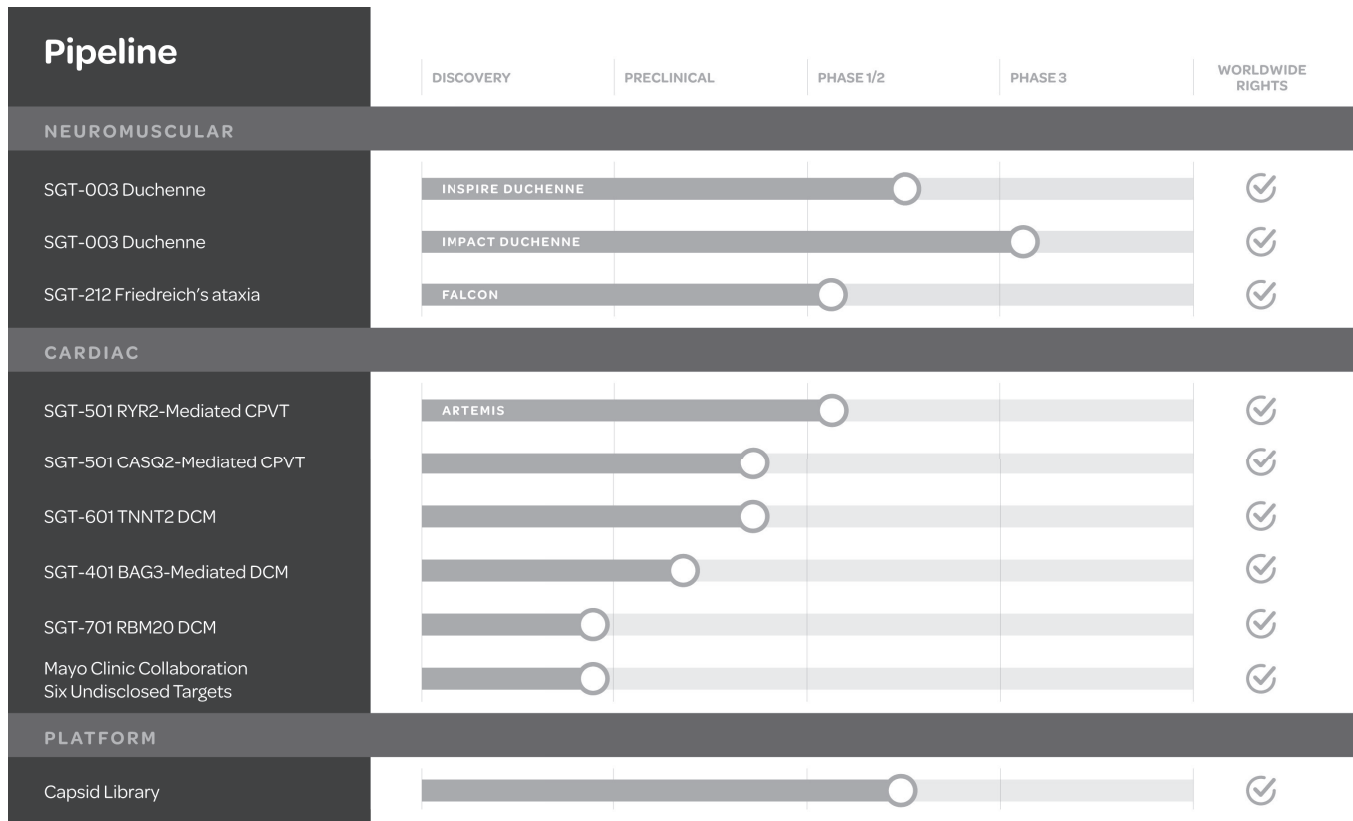 Pipeline
DISCOVERY
PRECLINICAL
PHASE 1/2
PHASE 3
WORLDWIDE
RIGHTS
NEUROMUSCULAR
SGT-003 Duchenne
INSPIRE DUCHENNE
SGT-003 Duchenne
IMPACT DUCHENNE
SGT-212 Friedreich's ataxia
FALCON
CARDIAC
SGT-501 RYR2-Mediated CPVT
ARTEMIS
SGT-501 CASQ2-Mediated CPVT
SGT-601 TNNT2 DCM
SGT-401 BAG3-Mediated DCM
SGT-701 RBM20 DCM
Mayo Clinic Collaboration
Six Undisclosed Targets
PLATFORM
Capsid Library